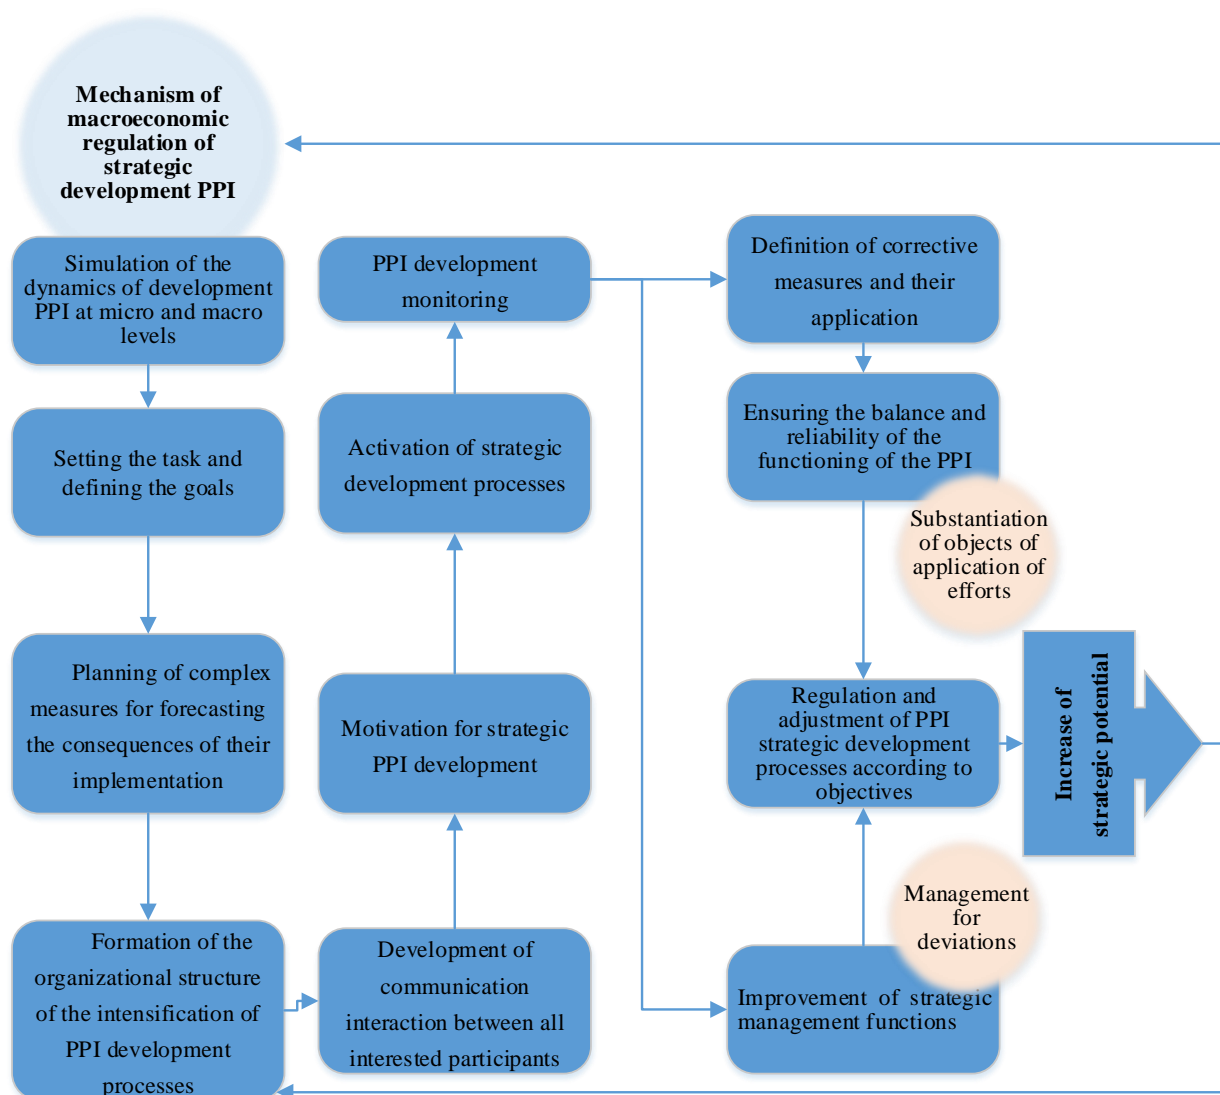 Mechanism of
macroeconomic
regulation of
strategic
development PPI
Simulation of the
dynamics of development
PPI at micro and macro
levels
Setting the task and
defining the goals
Planning of complex
measures for forecasting
the consequences of their
implementation
Formation of the
organizational structure
of the intensification of
PPI development
processes
PPI development
monitoring
Activation of strategic
development processes
Motivation for strategic
PPI development
Development of
communication
interaction between all
interested participants
Definition of corrective
measures and their
application
Ensuring the balance and
reliability of the
functioning of the PPI
Substantiation
of objects of
application of
efforts
Regulation and
adjustment of PPI
strategic development
processes according to
objectives
Management
for
deviations
Improvement of strategic
management functions
Increase of
strategic potential